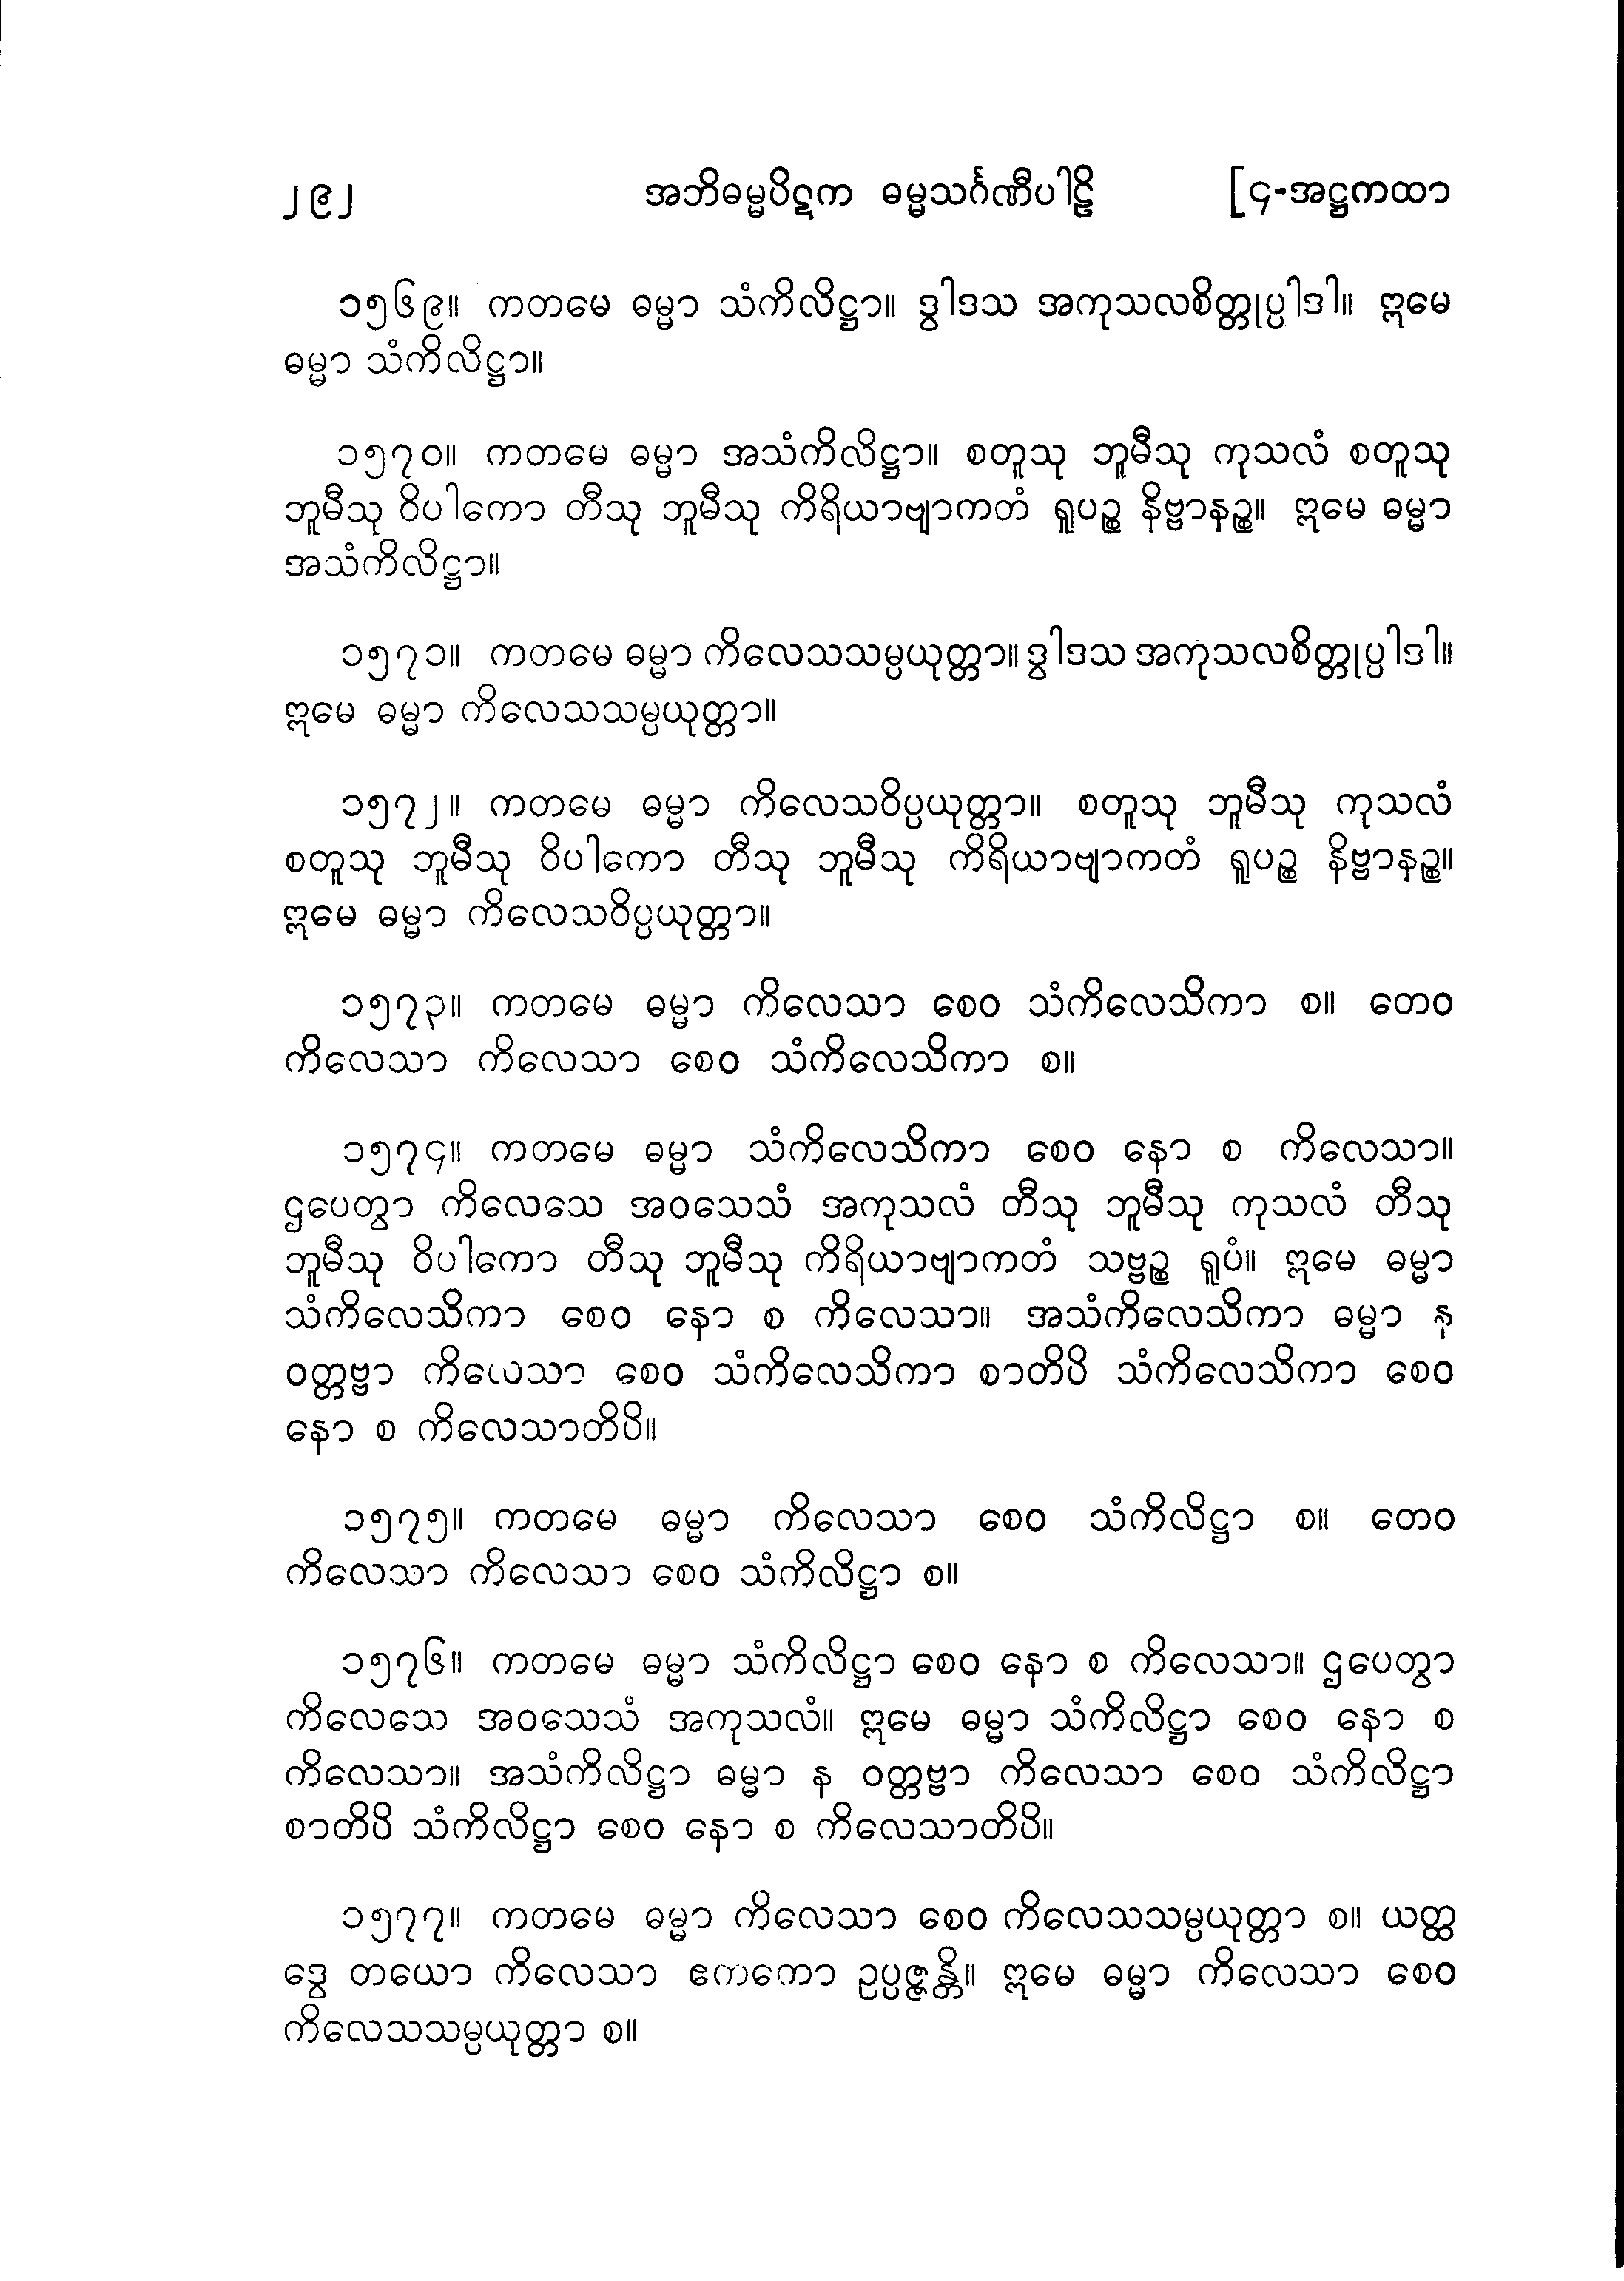 ၂၉၂ အဘိဓမ္မပိဋက ဓမ္မသင်္ဂဏီပါဠိ [၄-အဋ္ဌကထာ
၁၅၆၉။ ကတမေ ဓမ္မာ သံကိလိဋ္ဌာ။ ဒွါဒသ အကုသလစိတ္တုပ္ပါဒါ။ ဣမေ
ဓမ္မာ သံကိလိဋ္ဌာ။
၁၅၇၀။ ကတမေ ဓမ္မာ အသံကိလိဋ္ဌာ။ စတူသု ဘူမီသု ကုသလံ စတူသု
ဘူမီသု ဝိပါကော တီသု ဘူမီသု ကိရိယာဗျာကတံ ရူပဉ္စ နိဗ္ဗာနဉ္စ။ ဣမေ ဓမ္မာ
အသံကိလိဋ္ဌာ။
၁၅၇၁။ ကတမေ ဓမ္မာ ကိလေသသမ္ပယုတ္တာ။ ဒွါဒသ အကုသလစိတ္တုပ္ပါဒါ။
ဣမေ ဓမ္မာ ကိလေသသမ္ပယုတ္တာ။
၁၅၇၂။ ကတမေ ဓမ္မာ ကိလေသဝိပ္ပယုတ္တာ။ စတူသု ဘူမီသု ကုသလံ
စတူသု ဘူမီသု ဝိပါကော တီသု ဘူမီသု ကိရိယာဗျာကတံ ရူပဉ္စ နိဗ္ဗာနဉ္စ။
ဣမေ ဓမ္မာ ကိလေသဝိပ္ပယုတ္တာ။
၁၅၇၃။ ကတမေ ဓမ္မာ ကိလေသာ စေဝ သံကိလေသိကာ စ။ တေဝ
ကိလေသာ ကိလေသာ စေဝ သံကိလေသိကာ စ။
၁၅၇၄။ ကတမေ ဓမ္မာ သံကိလေသိကာ စေဝ နော စ ကိလေသာ။
ဌပေတွာ ကိလေသေ အဝသေသံ အကုသလံ တီသု ဘူမီသု ကုသလံ တီသု
ဘူမီသု ဝိပါကော တီသု ဘူမီသု ကိရိယာဗျာကတံ သဗ္ဗဉ္စ ရူပံ။ ဣမေ ဓမ္မာ
သံကိလေသိကာ စေဝ နော စ ကိလေသာ။ အသံကိလေသိကာ ဓမ္မာ န
ဝတ္တဗ္ဗာ ကိလေသာ စေဝ သံကိလေသိကာ စာတိပိ သံကိလေသိကာ စေဝ
နော စ ကိလေသာတိပိ။
၁၅၇၅။ ကတမေ ဓမ္မာ ကိလေသာ စေဝ သံကိလိဋ္ဌာ စ။ တေဝ
ကိလေသာ ကိလေသာ စေဝ သံကိလိဋ္ဌာ စ။
၁၅၇၆။ ကတမေ ဓမ္မာ သံကိလိဋ္ဌာ စေဝ နော စ ကိလေသာ။ ဌပေတွာ
ကိလေသေ အဝသေသံ အကုသလံ။ ဣမေ ဓမ္မာ သံကိလိဋ္ဌာ စေဝ နော စ
ကိလေသာ။ အသံကိလိဋ္ဌာ ဓမ္မာ န ဝတ္တဗ္ဗာ ကိလေသာ စေဝ သံကိလိဋ္ဌာ
စာတိပိ သံကိလိဋ္ဌာ စေဝ နော စ ကိလေသာတိပိ။
၁၅၇၇။ ကတမေ ဓမ္မာ ကိလေသာ စေဝ ကိလေသသမ္ပယုတ္တာ စ။ ယတ္ထ
ဒွေ တယော ကိလေသာ ဧကကော ဥပ္ပဇ္ဇန္တိ။ ဣမေ ဓမ္မာ ကိလေသာ စေဝ
ကိလေသသမ္ပယုတ္တာ စ။